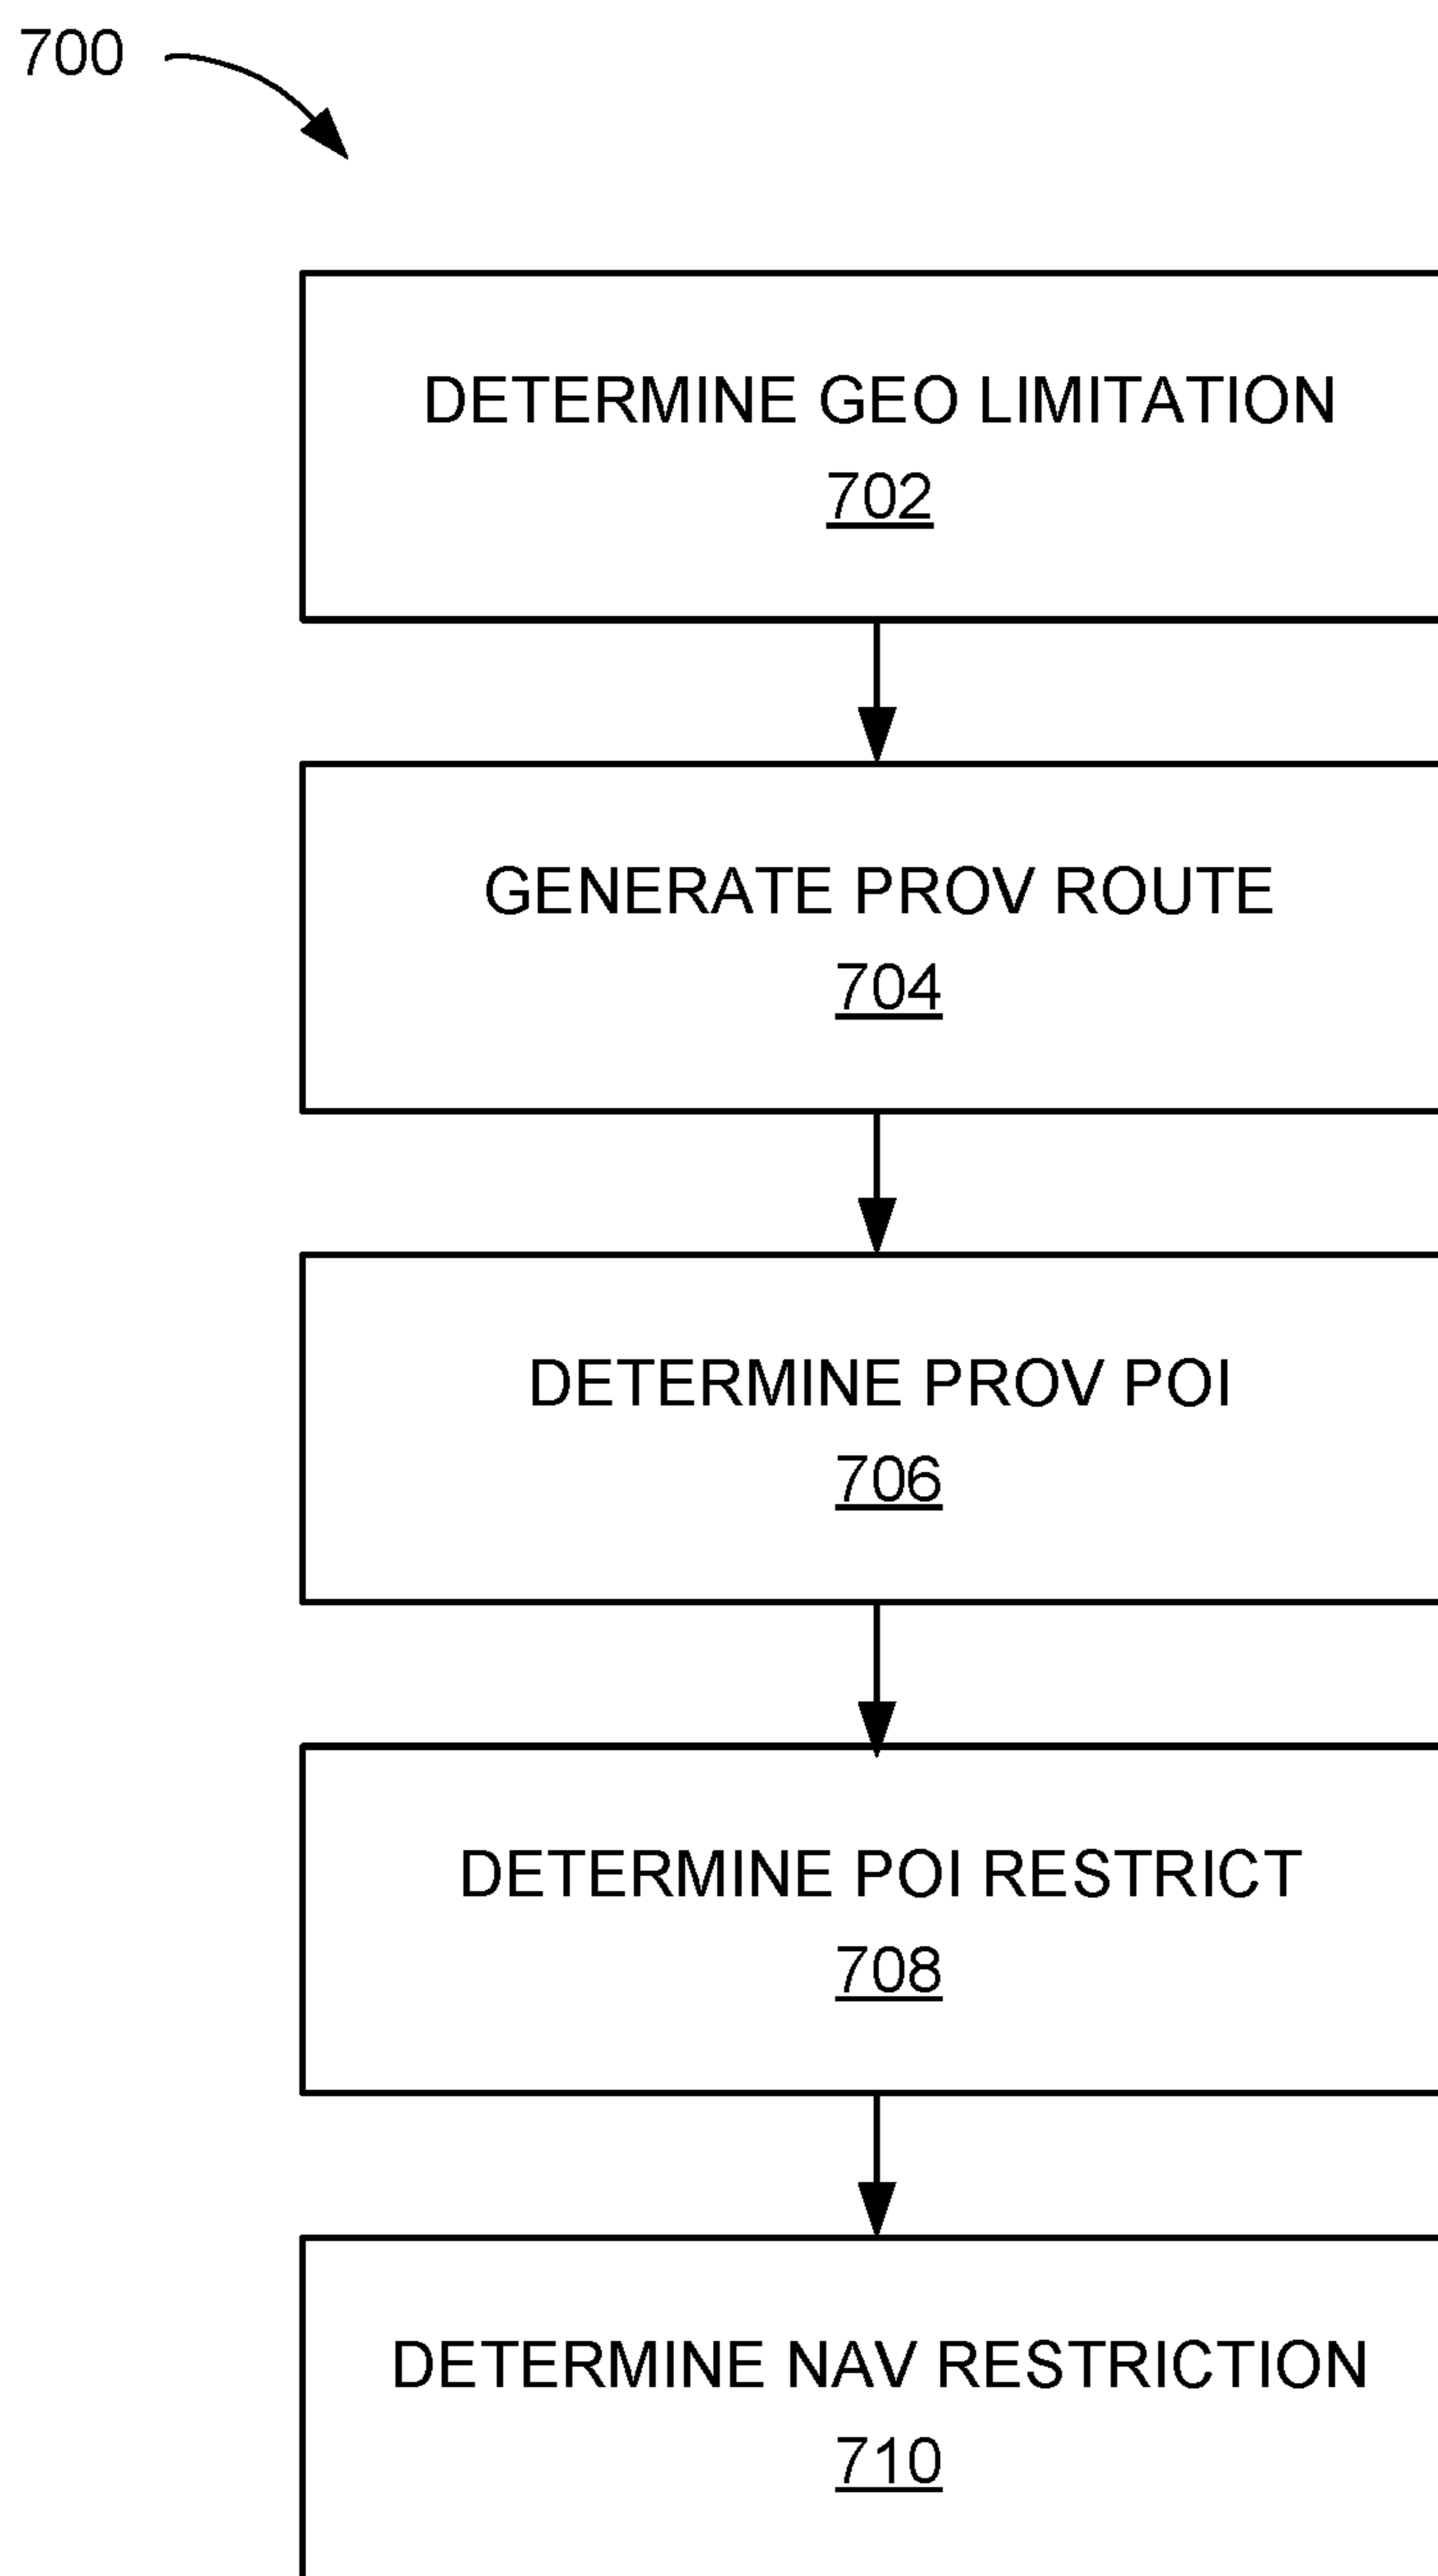 700
DETERMINE GEO LIMITATION
702
GENERATE PROV ROUTE
704
DETERMINE PROV POI
706
DETERMINE POI RESTRICT
708
DETERMINE NAV RESTRICTION
710